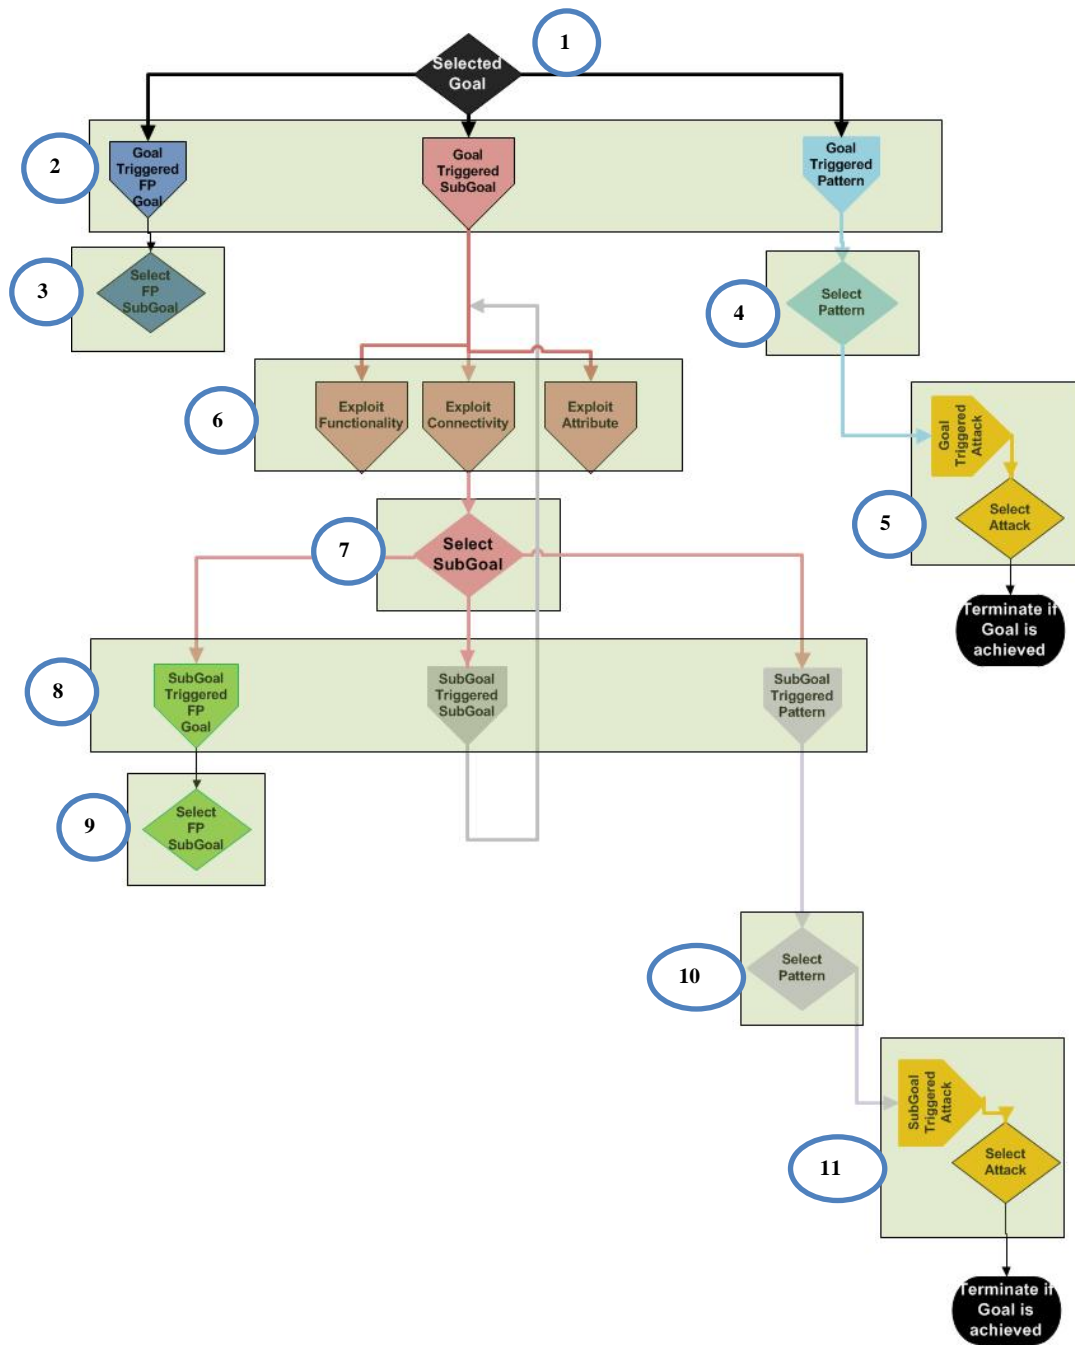 1
Selected
Goal
2
Goal
Triggered
FP
Goal
Goal
Triggered
SubGoal
Goal
Triggered
Pattern
3
Select
FP
SubGoal
4
Select
Pattern
6
Exploit
Functionality
Exploit
Connectivity
Exploit
Attribute
Goal
Triggered
Attack
5
Select
Attack
7
Select
SubGoal
Terminate if
Goal is
achieved
8
SubGoal
Triggered
FP
Goal
SubGoal
Triggered
SubGoal
SubGoal
Triggered
Pattern
9
Select
FP
SubGoal
10
Select
Pattern
SubGoal
Triggered
Attack
11
Select
Attack
Terminate if
Goal is
achieved